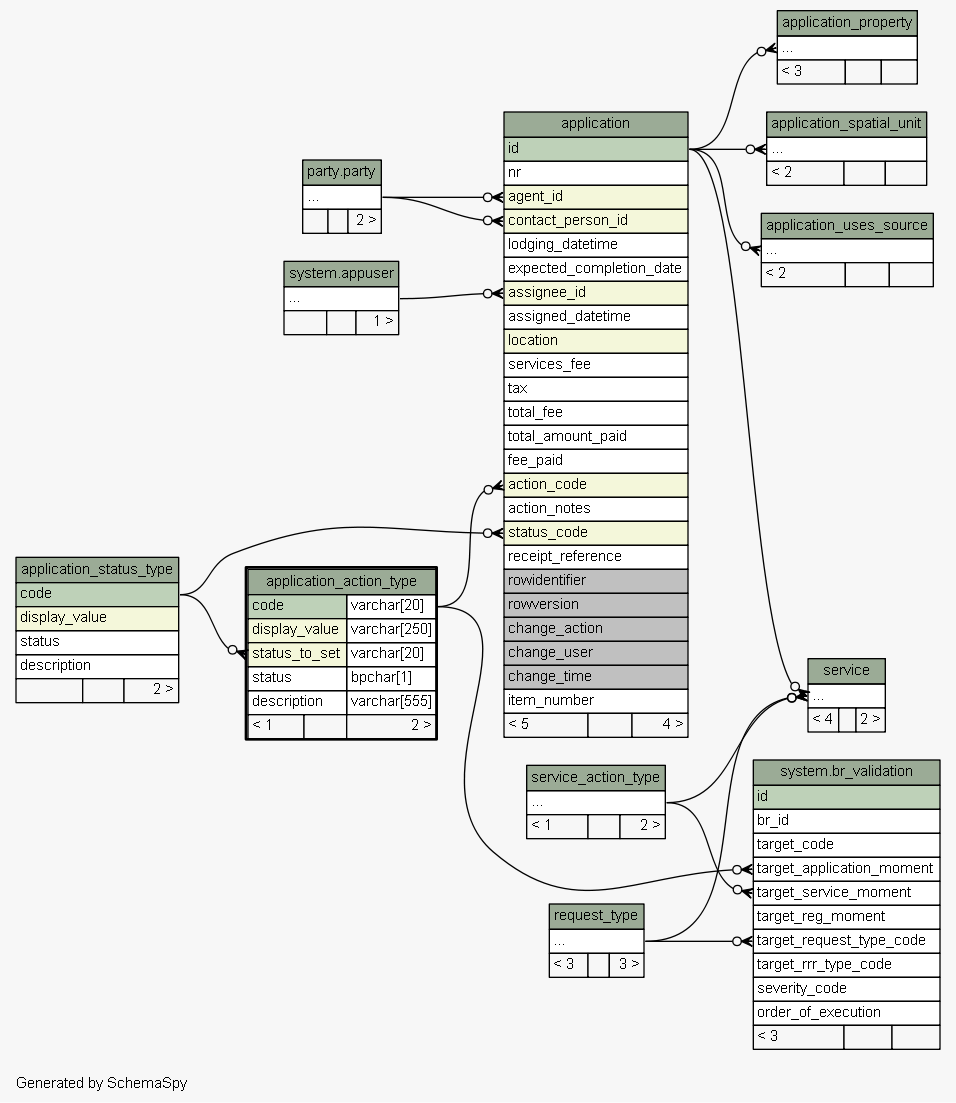 application_property
...
< 3
application_spatial_unit
...
< 2
application_uses_source
...
< 2
application
id
nr
agent_id
contact_person_id
lodging_datetime
expected_completion_date
assignee_id
assigned_datetime
location
services_fee
tax
total_fee
total_amount_paid
fee_paid
action_code
action_notes
status_code
receipt_reference
rowidentifier
rowversion
change_action
change_user
change_time
item_number
< 5 4 >
party.party
...
2 >
system.appuser
...
1 >
application_status_type
code
display_value
status
description
2 >
application_action_type
code varchar[20]
display_value varchar[250]
status_to_set varchar[20]
status bpchar[1]
description varchar[555]
< 1 2 >
service
...
< 4 2 >
service_action_type
...
< 1 2 >
system.br_validation
id
br_id
target_code
target_application_moment
target_service_moment
target_reg_moment
target_request_type_code
target_rrr_type_code
severity_code
order_of_execution
< 3
request_type
...
< 3 3 >
Generated by SchemaSpy